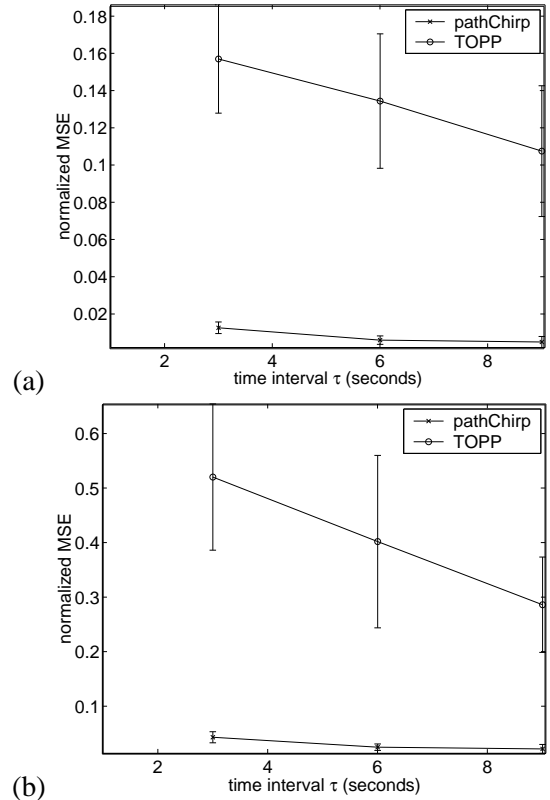 pathChirp
TOPP
0.18
0.16
0.14
0.12
0.1
0.08
0.06
0.04
0.02
normalized MSE
2 4 6 8
time interval τ (seconds)
(a)
pathChirp
TOPP
0.6
0.5
0.4
0.3
0.2
0.1
normalized MSE
2 4 6 8
time interval τ (seconds)
(b)